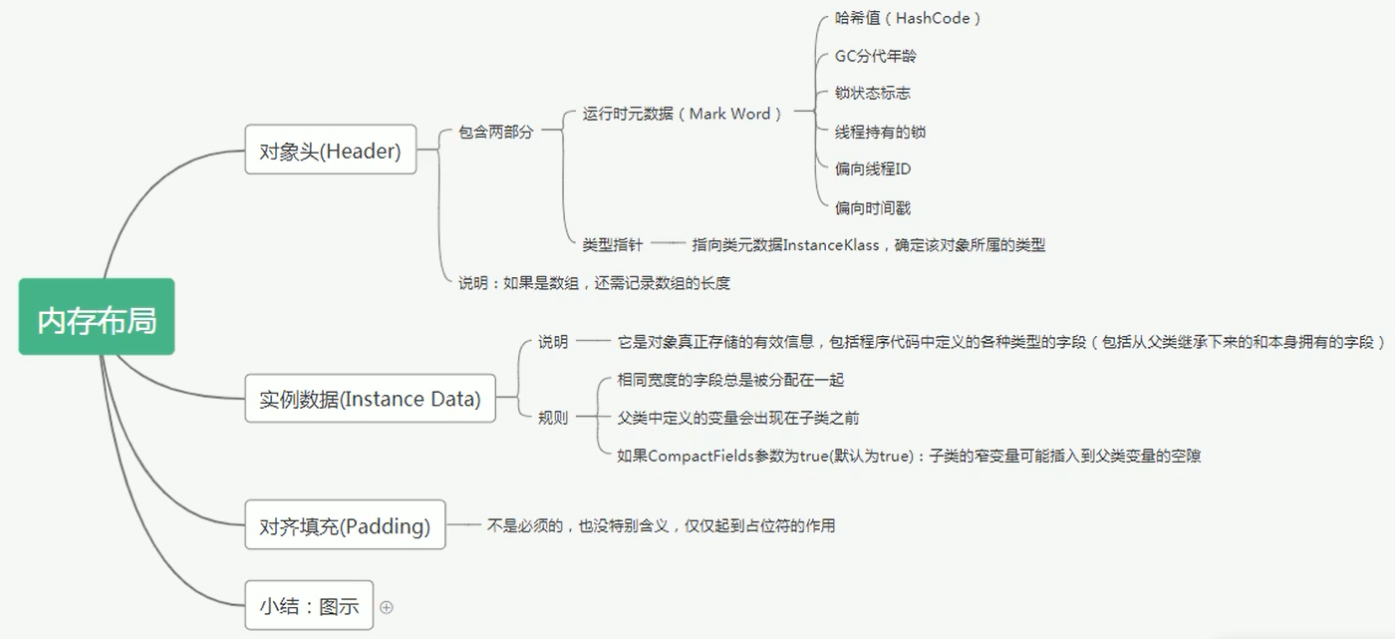 内存布局
对象头(Header)
包含两部分
运行时元数据（Mark Word）
哈希值（HashCode）
GC分代年龄
锁状态标志
线程持有的锁
偏向线程ID
偏向时间戳
类型指针
指向类元数据InstanceKlass，确定该对象所属的类型
说明：如果是数组，还需记录数组的长度
实例数据(Instance Data)
说明
它是对象真正存储的有效信息，包括程序代码中定义的各种类型的字段（包括从父类继承下来的和本身拥有的字段）
规则
相同宽度的字段总是被分配在一起
父类中定义的变量会出现在子类之前
如果CompactFields参数为true(默认为true)：子类的窄变量可能插入到父类变量的空隙
对齐填充(Padding)
不是必须的，也没特别含义，仅仅起到占位符的作用
小结：图示